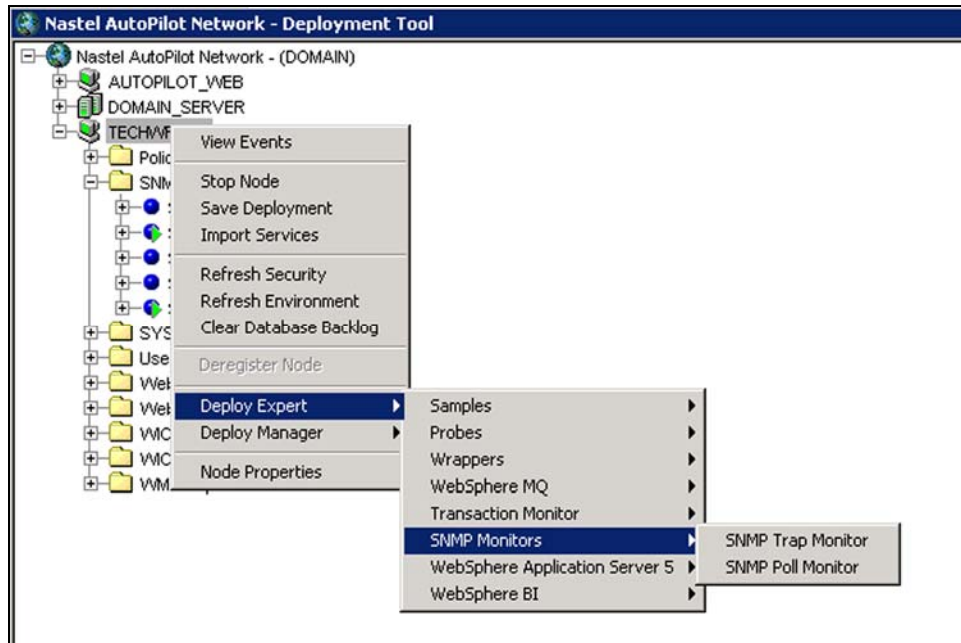 Nastel AutoPilot Network - Deployment Tool
Nastel AutoPilot Network - (DOMAIN)
AUTOPILOT_WEB
DOMAIN_SERVER
View Events
Stop Node
Save Deployment
Import Services
Refresh Security
Refresh Environment
Clear Database Backlog
Deregister Node
Deploy Expert
Deploy Manager
Node Properties
Samples
Probes
Wrappers
WebSphere MQ
Transaction Monitor
SNMP Monitors
WebSphere Application Server 5
WebSphere BI
SNMP Trap Monitor
SNMP Poll Monitor